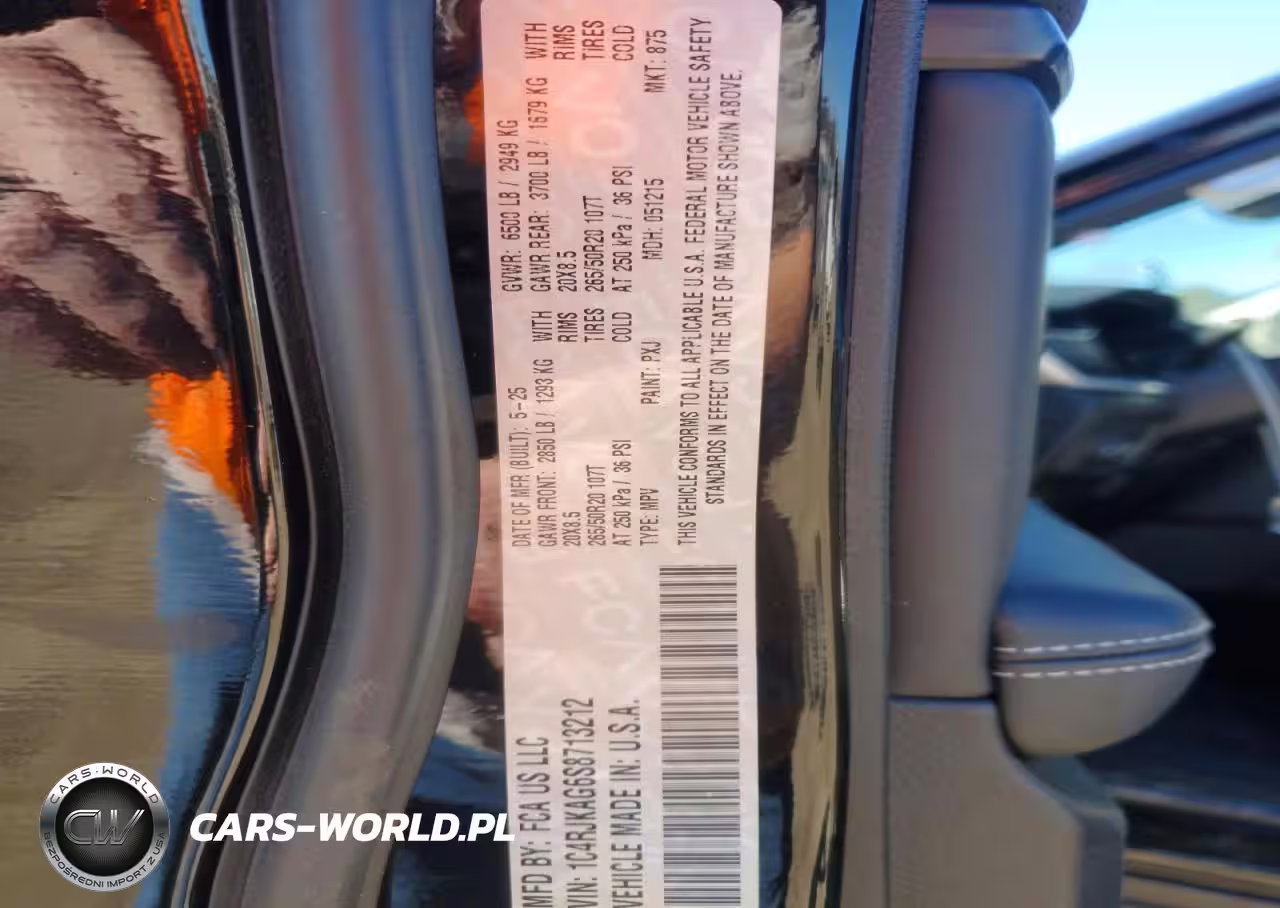 MFD BY: FCA US LLC
DATE OF MFR (BUILT): 5-25
GVWR: 6500 LB / 2949 KG
GAWR FRONT: 2850 LB / 1293 KG WITH
GAWR REAR: 3700 LB / 1679 KG WITH
20X8.5 RIMS
20X8.5 RIMS
265/50R20 107T TIRES
265/50R20 107T TIRES
AT 250 kPa / 36 PSI COLD
AT 250 kPa / 36 PSI COLD
VIN: 1C4RJKAG6S8713212
TYPE: MPV PAINT: PXJ MDH: 051215 MKT: 875
VEHICLE MADE IN: U.S.A.
THIS VEHICLE CONFORMS TO ALL APPLICABLE U.S.A. FEDERAL MOTOR VEHICLE SAFETY
STANDARDS IN EFFECT ON THE DATE OF MANUFACTURE SHOWN ABOVE.
CARS-WORLD
CW
BEZPOŚREDNI IMPORT Z USA
CARS-WORLD.PL